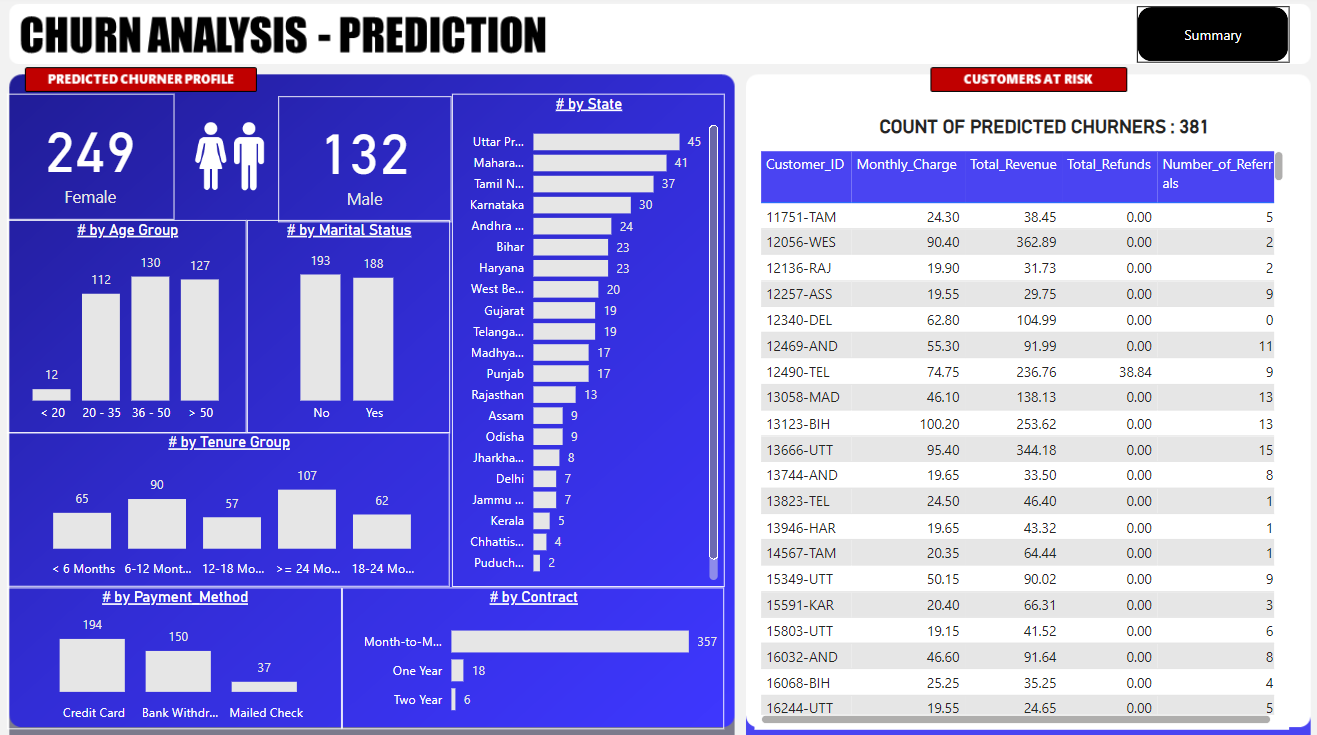 CHURN ANALYSIS - PREDICTION
Summary
PREDICTED CHURNER PROFILE
249
Female
132
Male
# by Age Group
12
112
130
127
< 20
20 - 35
36 - 50
> 50
# by Marital Status
193
188
No
Yes
# by Tenure Group
65
90
57
107
62
< 6 Months
6-12 Mont...
12-18 Mo...
>= 24 Mo...
18-24 Mo...
# by Payment_Method
194
150
37
Credit Card
Bank Withdr...
Mailed Check
# by State
Uttar Pr... 45
Mahara... 41
Tamil N... 37
Karnataka 30
Andhra ... 24
Bihar 23
Haryana 23
West Be... 20
Gujarat 19
Telanga... 19
Madhya... 17
Punjab 17
Rajasthan 13
Assam 9
Odisha 9
Jharkha... 8
Delhi 7
Jammu ... 7
Kerala 5
Chhattis... 4
Puduch... 2
# by Contract
Month-to-M... 357
One Year 18
Two Year 6
CUSTOMERS AT RISK
COUNT OF PREDICTED CHURNERS : 381
Customer_ID Monthly_Charge Total_Revenue Total_Refunds Number_of_Referr
als
11751-TAM 24.30 38.45 0.00 5
12056-WES 90.40 362.89 0.00 2
12136-RAJ 19.90 31.73 0.00 2
12257-ASS 19.55 29.75 0.00 9
12340-DEL 62.80 104.99 0.00 0
12469-AND 55.30 91.99 0.00 11
12490-TEL 74.75 236.76 38.84 9
13058-MAD 46.10 138.13 0.00 13
13123-BIH 100.20 253.62 0.00 13
13666-UTT 95.40 344.18 0.00 15
13744-AND 19.65 33.50 0.00 8
13823-TEL 24.50 46.40 0.00 1
13946-HAR 19.65 43.32 0.00 1
14567-TAM 20.35 64.44 0.00 1
15349-UTT 50.15 90.02 0.00 9
15591-KAR 20.40 66.31 0.00 3
15803-UTT 19.15 41.52 0.00 6
16032-AND 46.60 91.64 0.00 8
16068-BIH 25.25 35.25 0.00 4
16244-UTT 19.55 24.65 0.00 5